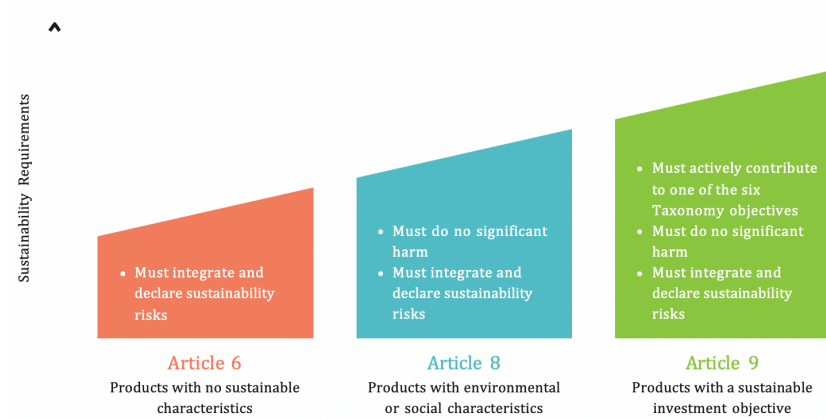 Sustainability Requirements
• Must integrate and
declare sustainability
risks
Article 6
Products with no sustainable
characteristics
• Must do no significant
harm
• Must integrate and
declare sustainability
risks
Article 8
Products with environmental
or social characteristics
• Must actively contribute
to one of the six
Taxonomy objectives
• Must do no significant
harm
• Must integrate and
declare sustainability
risks
Article 9
Products with a sustainable
investment objective